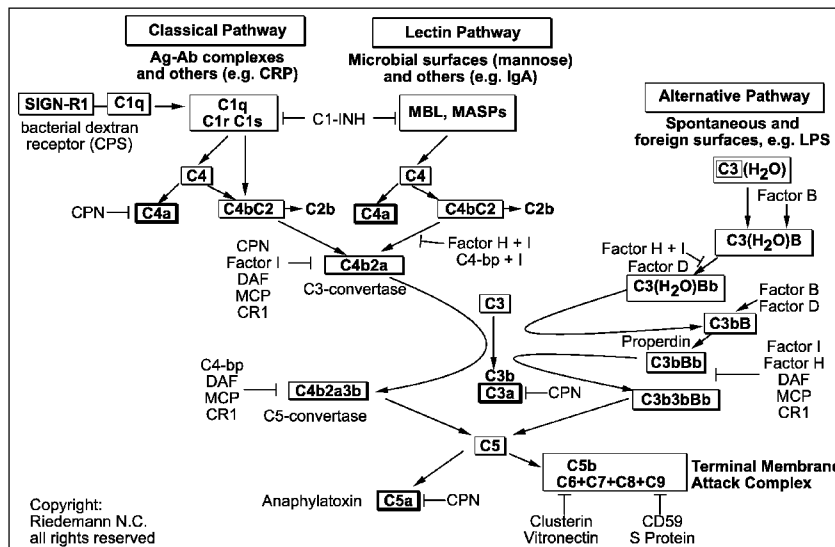 Classical Pathway
Ag-Ab complexes
and others (e.g. CRP)
Lectin Pathway
Microbial surfaces (mannose)
and others (e.g. IgA)
Alternative Pathway
Spontaneous and
foreign surfaces, e.g. LPS
SIGN-R1
C1q
bacterial dextran
receptor (CPS)
C1q
C1r C1s
C1-INH
MBL, MASPs
C4
C4
CPN
C4a
C4bC2
C2b
C4a
C4bC2
C2b
C3(H2O)
Factor B
C3(H2O)B
CPN
Factor I
DAF
MCP
CR1
C4b2a
C3-convertase
Factor H + I
C4-bp + I
Factor H + I
Factor D
C3(H2O)Bb
Factor B
Factor D
C3bB
C3
Properdin
C3bBb
Factor I
Factor H
DAF
MCP
CR1
C3b
C3a
CPN
C3b3bBb
C4-bp
DAF
MCP
CR1
C4b2a3b
C5-convertase
C5
C5b
C6+C7+C8+C9
Terminal Membrane
Attack Complex
Anaphylatoxin
C5a
CPN
Clusterin
Vitronectin
CD59
S Protein
Copyright:
Riedemann N.C.
all rights reserved